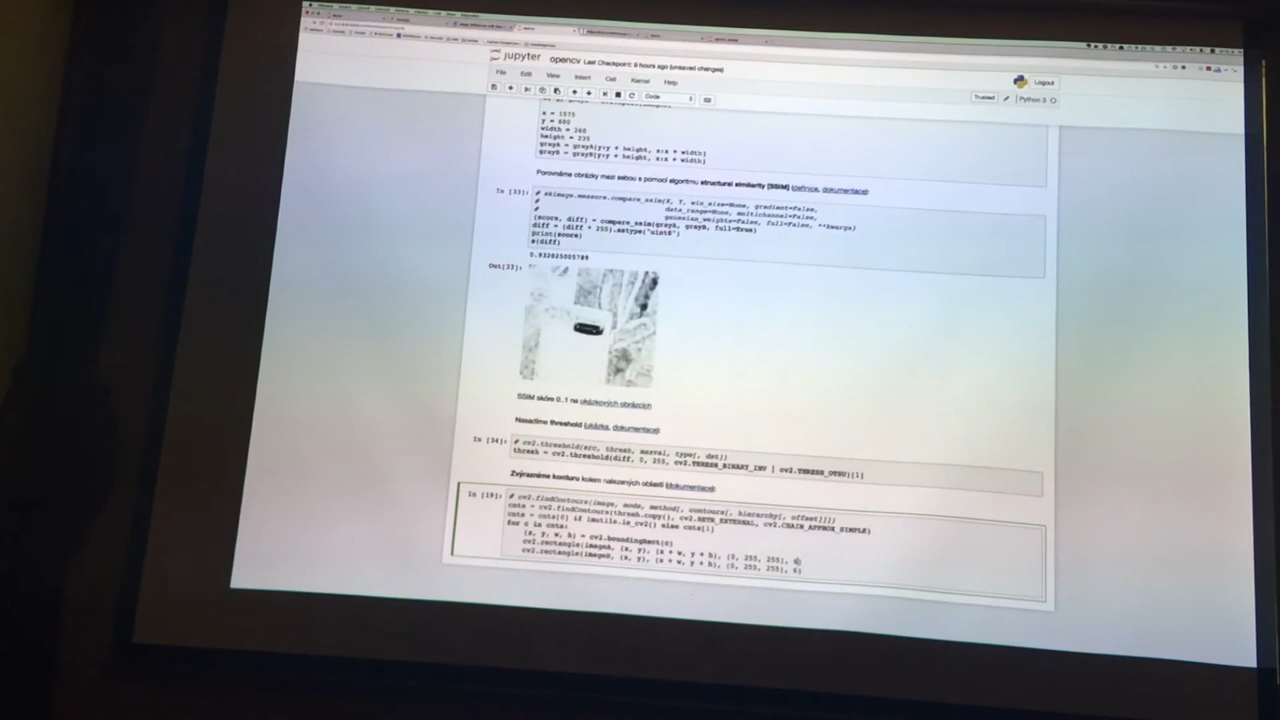 jupyter opencv Last Checkpoint: 9 hours ago (unsaved changes)
Logout
File Edit View Insert Cell Kernel Help
Trusted Python 3
Code
x = 1575
y = 680
width = 260
height = 235
grayA = grayA[y:y + height, x:x + width]
grayB = grayB[y:y + height, x:x + width]
Porovnáme obrázky mezi sebou s pomocí algoritmu structural similarity [SSIM] (definice, dokumentace):
In [33]:
# skimage.measure.compare_ssim(X, Y, win_size=None, gradient=False,
# data_range=None, multichannel=False,
# gaussian_weights=False, full=False, **kwargs)
(score, diff) = compare_ssim(grayA, grayB, full=True)
diff = (diff * 255).astype("uint8")
print(score)
#(diff)
0.932025005789
Out[33]:
SSIM skóre 0..1 na ukázkových obrázcích
Nasadíme threshold (ukázka, dokumentace):
In [34]:
# cv2.threshold(src, thresh, maxval, type[, dst])
thresh = cv2.threshold(diff, 0, 255, cv2.THRESH_BINARY_INV | cv2.THRESH_OTSU)[1]
Zvýrazníme konturu kolem nalezených oblastí (dokumentace):
In [19]:
# cv2.findContours(image, mode, method[, contours[, hierarchy[, offset]]])
cnts = cv2.findContours(thresh.copy(), cv2.RETR_EXTERNAL, cv2.CHAIN_APPROX_SIMPLE)
cnts = cnts[0] if imutils.is_cv2() else cnts[1]
for c in cnts:
(x, y, w, h) = cv2.boundingRect(c)
cv2.rectangle(imageA, (x, y), (x + w, y + h), (0, 255, 255), 6)
cv2.rectangle(imageB, (x, y), (x + w, y + h), (0, 255, 255), 6)